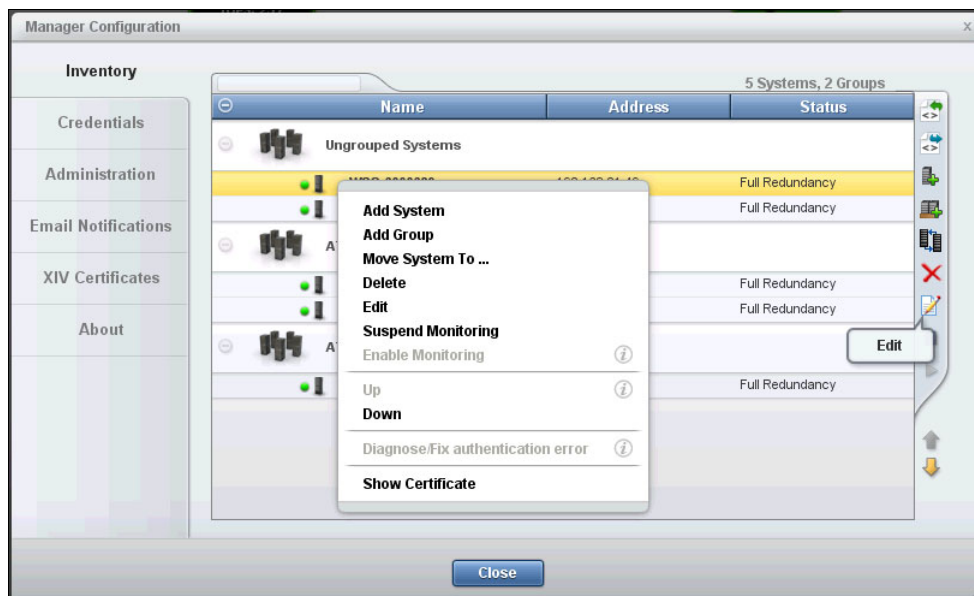 Manager Configuration
x
Inventory
5 Systems, 2 Groups
Name Address Status
Credentials
Ungrouped Systems
Administration
Full Redundancy
Full Redundancy
Email Notifications
XIV Certificates
Full Redundancy
Full Redundancy
About
Edit
Full Redundancy
Add System
Add Group
Move System To ...
Delete
Edit
Suspend Monitoring
Enable Monitoring
Up
Down
Diagnose/Fix authentication error
Show Certificate
Close